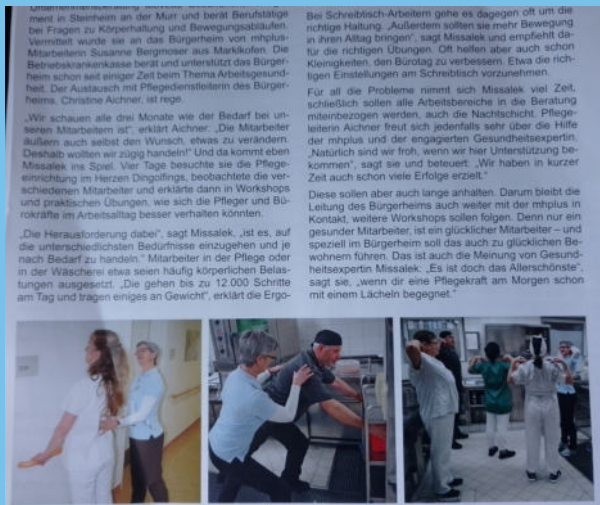 ment in Steinheim an der Murr und berät Berufstätige
bei Fragen zu Körperhaltung und Bewegungsabläufen.
Vermittelt wurde sie an das Bürgerheim von mhplus-
Mitarbeiterin Susanne Bergmoser aus Marklkofen. Die
Betriebskrankenkasse berät und unterstützt das Bürger-
heim schon seit einiger Zeit beim Thema Arbeitsgesund-
heit. Der Austausch mit Pflegedienstleiterin des Bürger-
heims, Christine Aichner, ist rege.
„Wir schauen alle drei Monate wie der Bedarf bei un-
seren Mitarbeitern ist", erklärt Aichner: „Die Mitarbeiter
äußern auch selbst den Wunsch, etwas zu verändern.
Deshalb wollten wir zügig handeln!" Und da kommt eben
Missalek ins Spiel. Vier Tage besuchte sie die Pflege-
einrichtung im Herzen Dingolfings, beobachtete die ver-
schiedenen Mitarbeiter und erklärte dann in Workshops
und praktischen Übungen, wie sich die Pfleger und Bü-
rokräfte im Arbeitsalltag besser verhalten könnten.
„Die Herausforderung dabei", sagt Missalek, „ist es, auf
die unterschiedlichsten Bedürfnisse einzugehen und je
nach Bedarf zu handeln." Mitarbeiter in der Pflege oder
in der Wäscherei etwa seien häufig körperlichen Belas-
tungen ausgesetzt. „Die gehen bis zu 12.000 Schritte
am Tag und tragen einiges an Gewicht", erklärt die Ergo-
Bei Schreibtisch-Arbeitern gehe es dagegen oft um die
richtige Haltung. „Außerdem sollten sie mehr Bewegung
in ihren Alltag bringen", sagt Missalek und empfiehlt da-
für die richtigen Übungen. Oft helfen aber auch schon
Kleinigkeiten, den Bürotag zu verbessern. Etwa die rich-
tigen Einstellungen am Schreibtisch vorzunehmen.
Für all die Probleme nimmt sich Missalek viel Zeit,
schließlich sollen alle Arbeitsbereiche in die Beratung
miteinbezogen werden, auch die Nachtschicht. Pflege-
leiterin Aichner freut sich jedenfalls sehr über die Hilfe
der mhplus und der engagierten Gesundheitsexpertin.
„Natürlich sind wir froh, wenn wir hier Unterstützung be-
kommen", sagt sie und beteuert: „Wir haben in kurzer
Zeit auch schon viele Erfolge erzielt."
Diese sollen aber auch lange anhalten. Darum bleibt die
Leitung des Bürgerheims auch weiter mit der mhplus in
Kontakt, weitere Workshops sollen folgen. Denn nur ein
gesunder Mitarbeiter, ist ein glücklicher Mitarbeiter – und
speziell im Bürgerheim soll das auch zu glücklichen Be-
wohnern führen. Das ist auch die Meinung von Gesund-
heitsexpertin Missalek: „Es ist doch das Allerschönste",
sagt sie, „wenn dir eine Pflegekraft am Morgen schon
mit einem Lächeln begegnet."